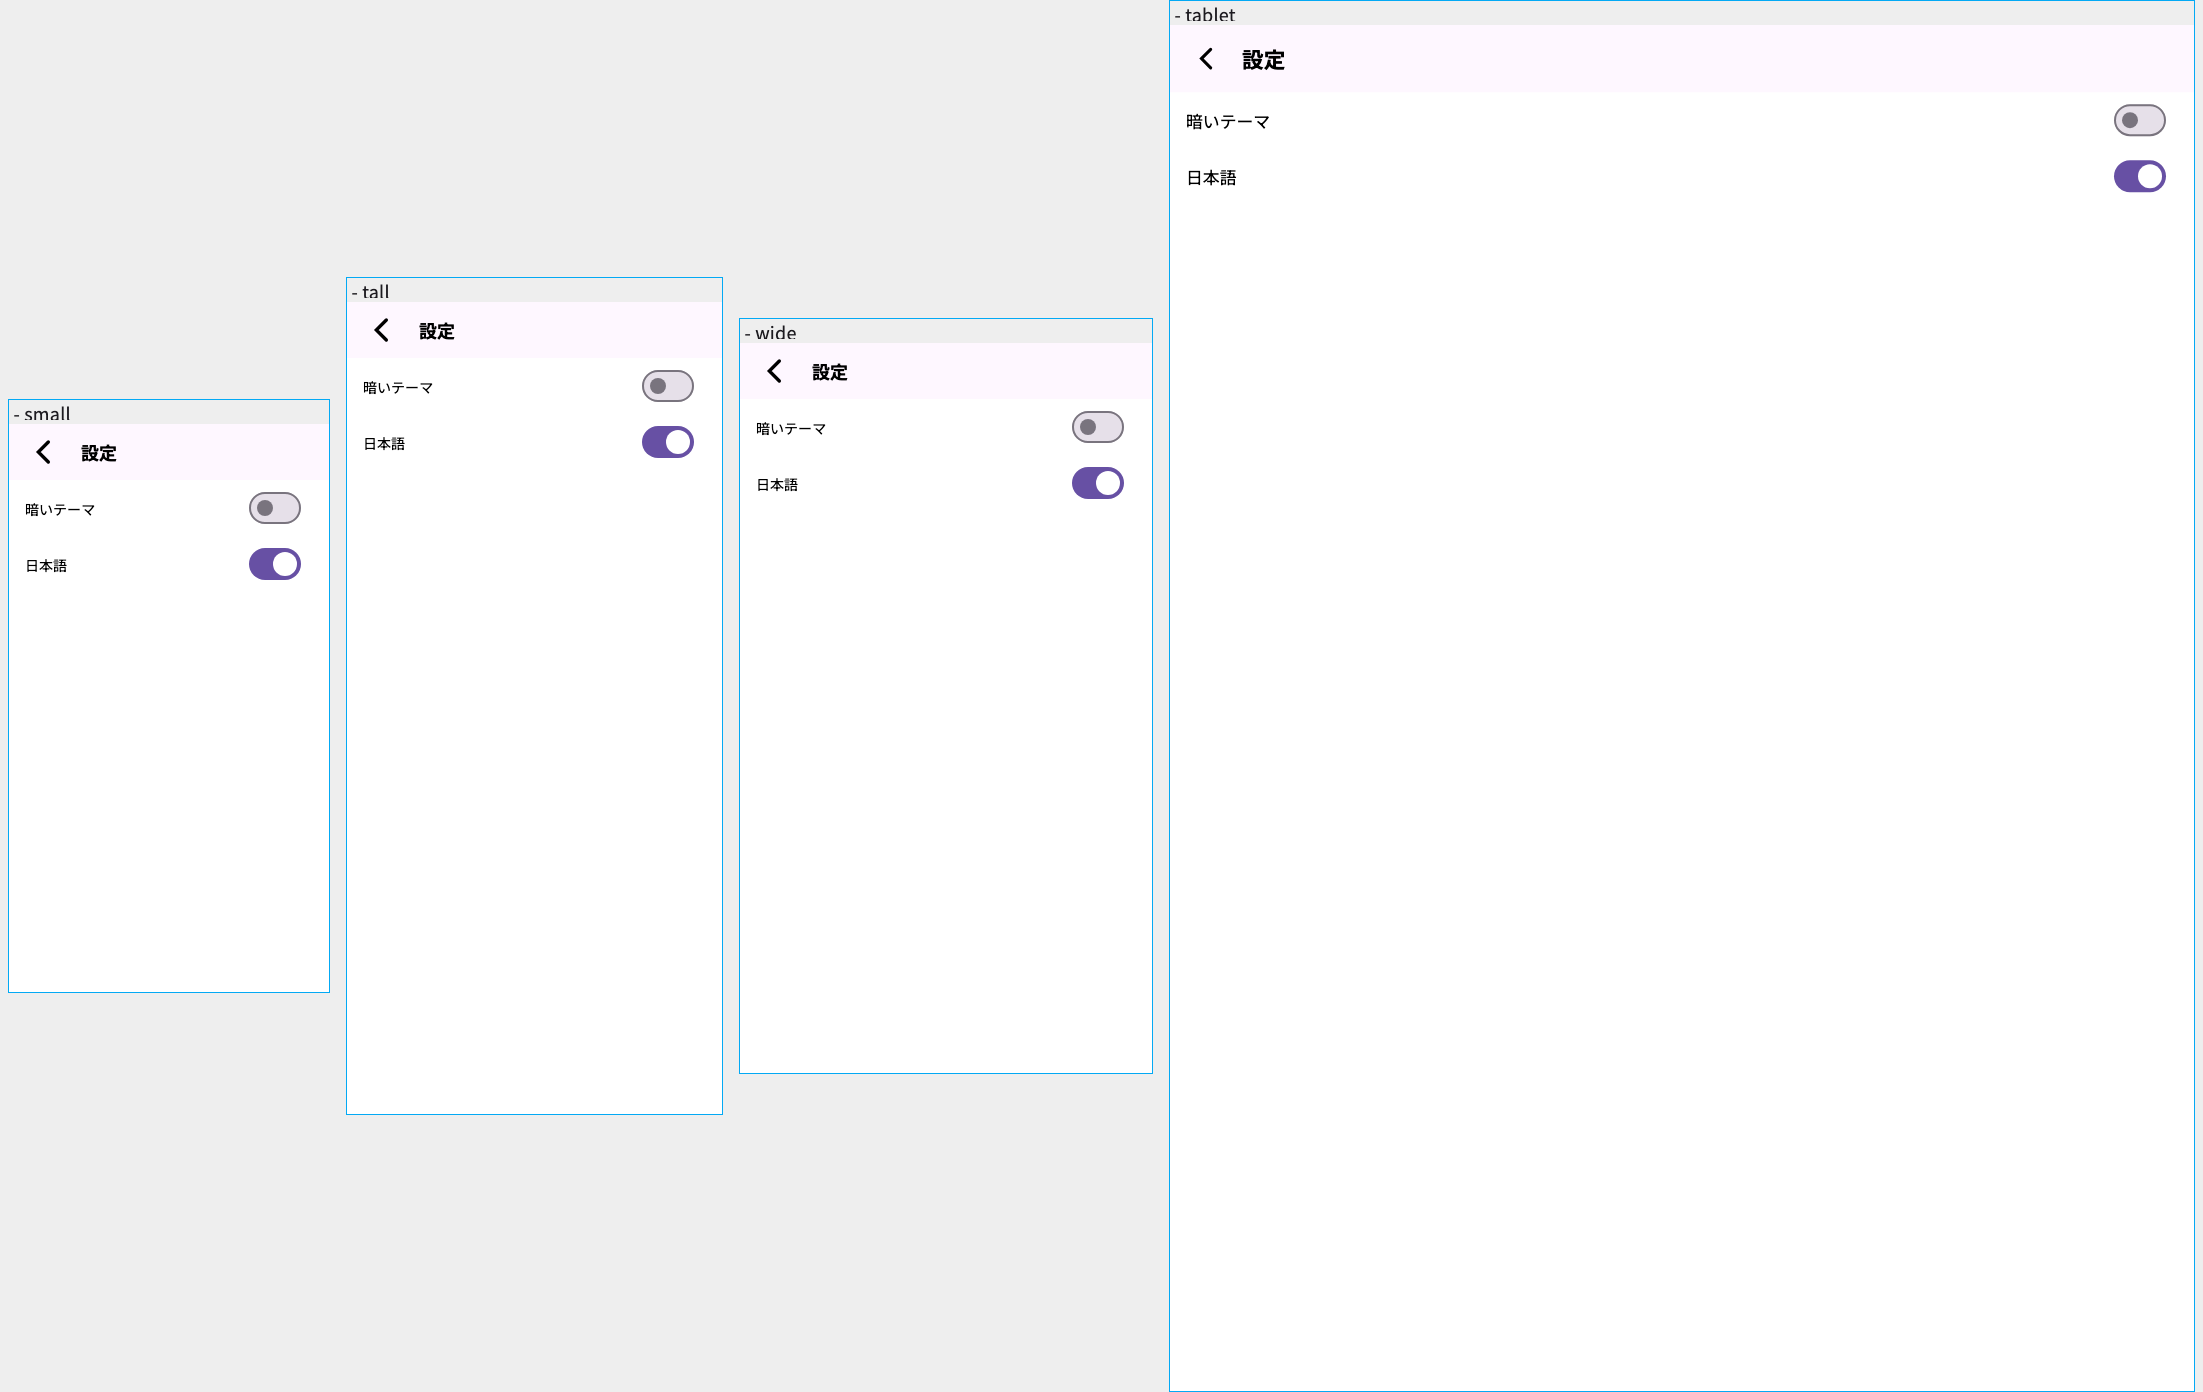 - small
設定
暗いテーマ
日本語
- tall
設定
暗いテーマ
日本語
- wide
設定
暗いテーマ
日本語
- tablet
設定
暗いテーマ
日本語